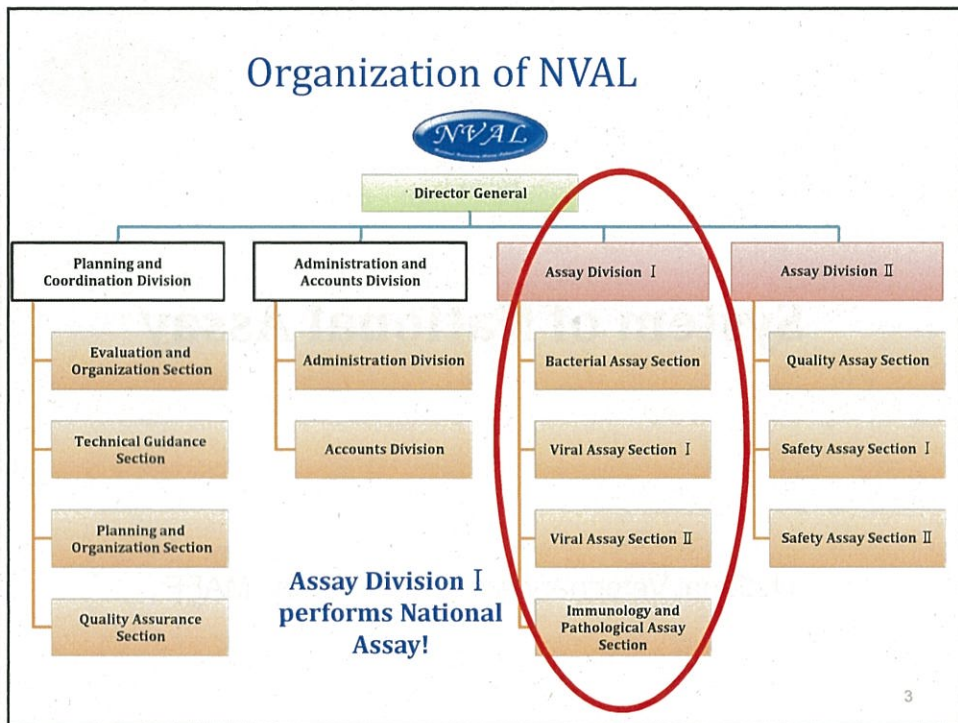 Organization of NVAL
NVAL
Director General
Planning and
Coordination Division
Administration and
Accounts Division
Assay Division Ⅰ
Assay Division Ⅱ
Evaluation and
Organization Section
Administration Division
Bacterial Assay Section
Quality Assay Section
Technical Guidance
Section
Accounts Division
Viral Assay Section Ⅰ
Safety Assay Section Ⅰ
Planning and
Organization Section
Viral Assay Section Ⅱ
Safety Assay Section Ⅱ
Quality Assurance
Section
Assay Division Ⅰ
performs National
Assay!
Immunology and
Pathological Assay
Section
3